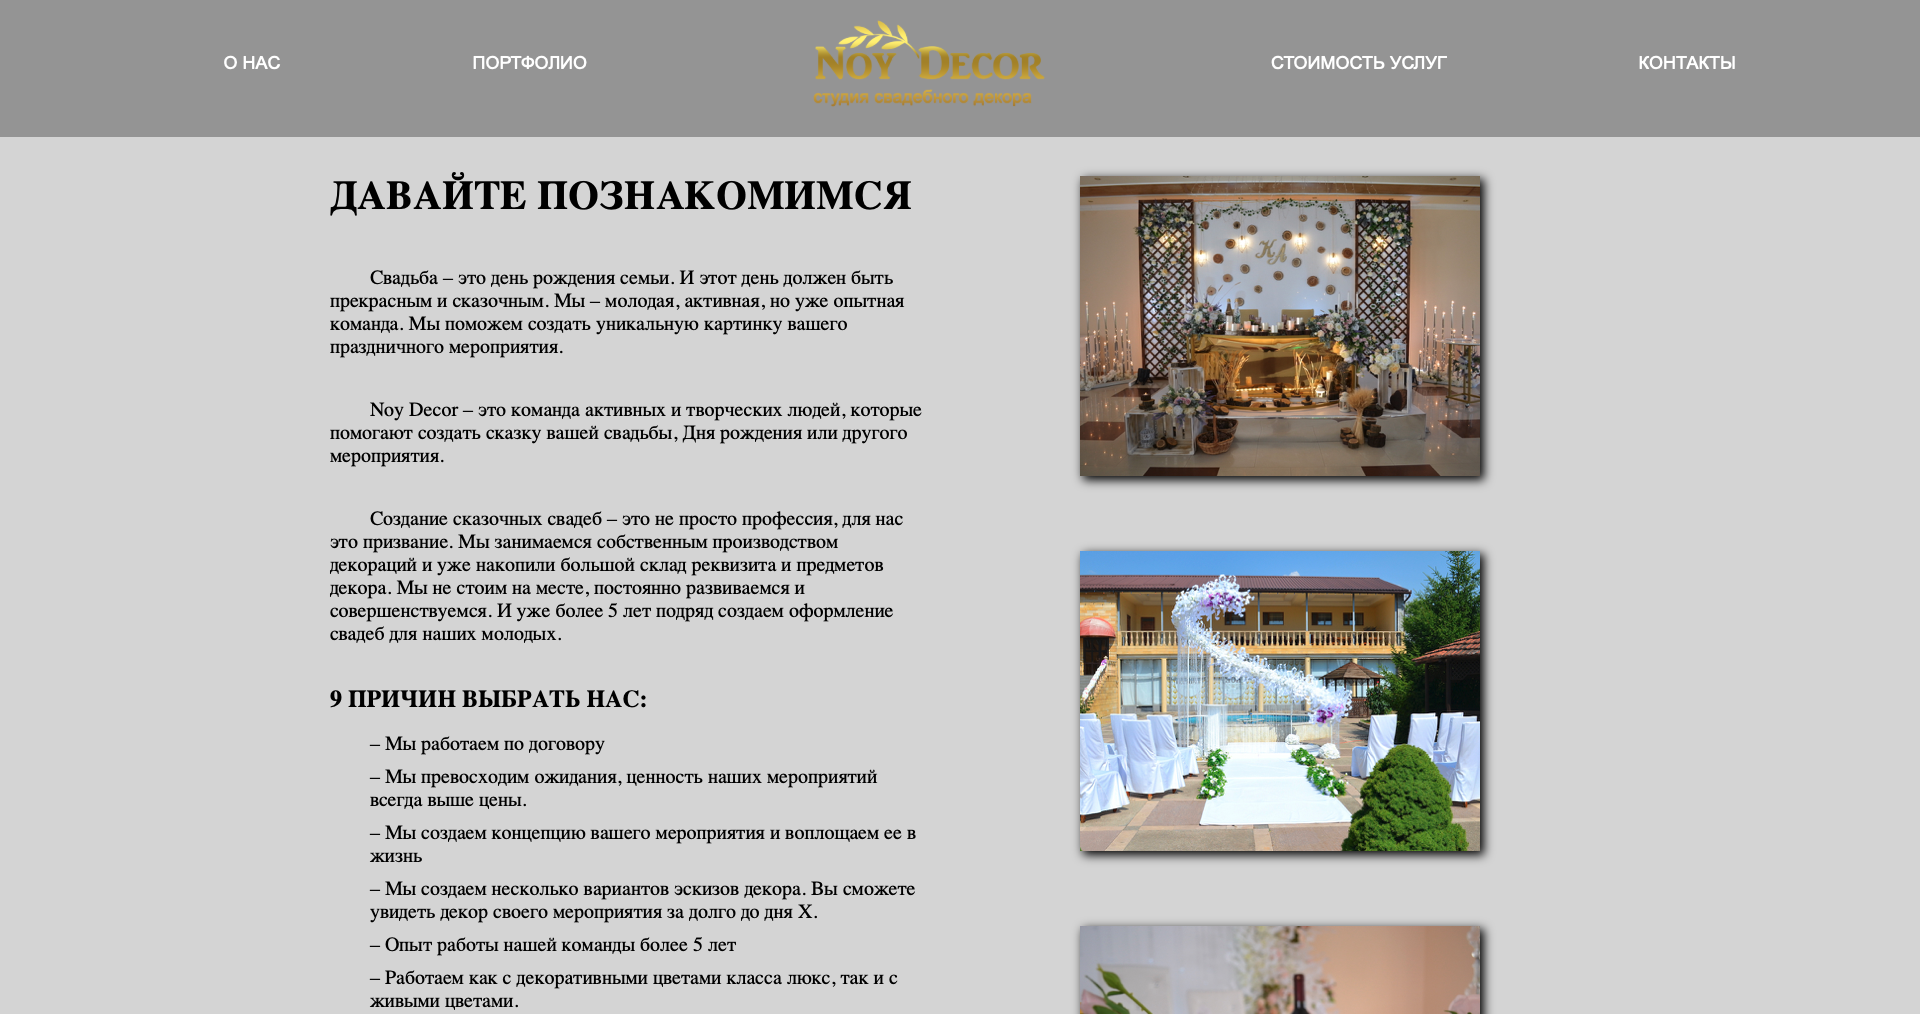 О НАС
ПОРТФОЛИО
NOY DECOR
студия свадебного декора
СТОИМОСТЬ УСЛУГ
КОНТАКТЫ
ДАВАЙТЕ ПОЗНАКОМИМСЯ
Свадьба – это день рождения семьи. И этот день должен быть
прекрасным и сказочным. Мы – молодая, активная, но уже опытная
команда. Мы поможем создать уникальную картинку вашего
праздничного мероприятия.
Noy Decor – это команда активных и творческих людей, которые
помогают создать сказку вашей свадьбы, Дня рождения или другого
мероприятия.
Создание сказочных свадеб – это не просто профессия, для нас
это призвание. Мы занимаемся собственным производством
декораций и уже накопили большой склад реквизита и предметов
декора. Мы не стоим на месте, постоянно развиваемся и
совершенствуемся. И уже более 5 лет подряд создаем оформление
свадеб для наших молодых.
9 ПРИЧИН ВЫБРАТЬ НАС:
– Мы работаем по договору
– Мы превосходим ожидания, ценность наших мероприятий
всегда выше цены.
– Мы создаем концепцию вашего мероприятия и воплощаем ее в
жизнь
– Мы создаем несколько вариантов эскизов декора. Вы сможете
увидеть декор своего мероприятия за долго до дня Х.
– Опыт работы нашей команды более 5 лет
– Работаем как с декоративными цветами класса люкс, так и с
живыми цветами.
КЛ